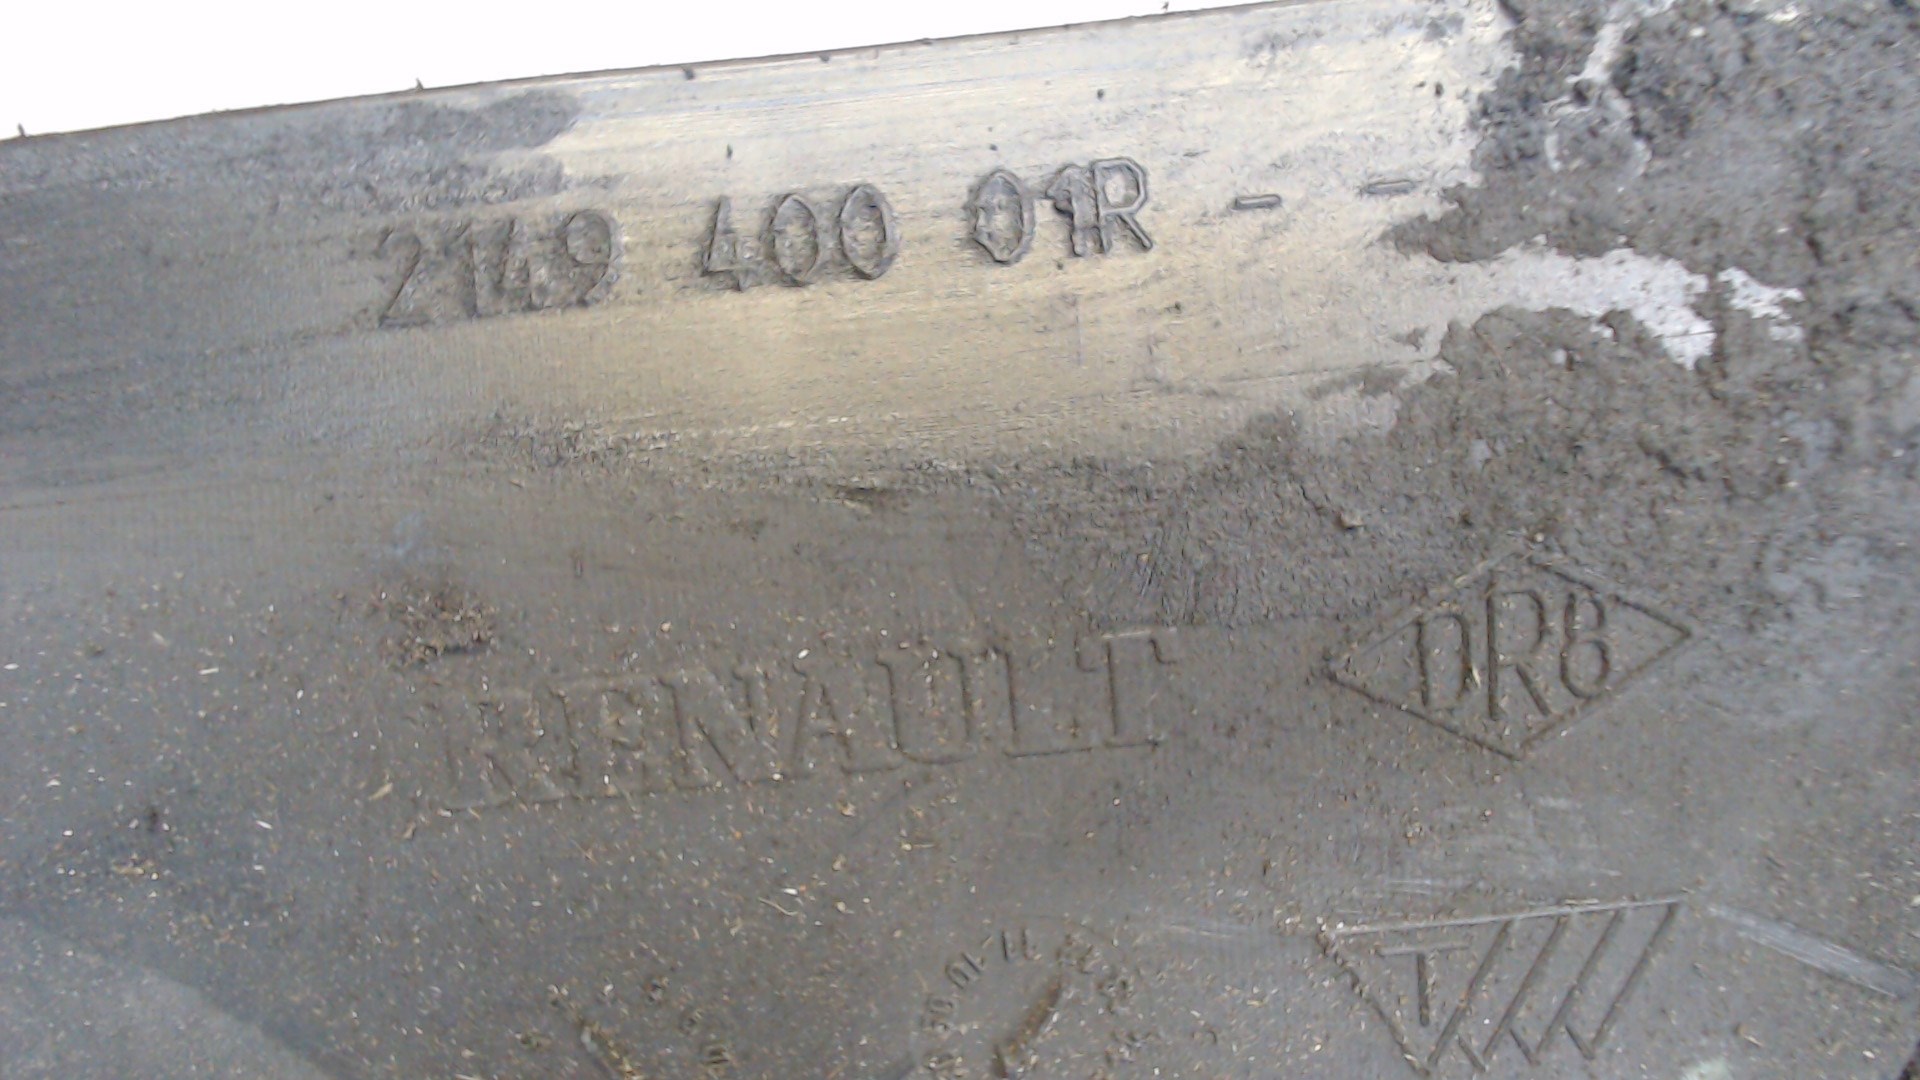 2149 400 01R - -
RENAULT DR8
T